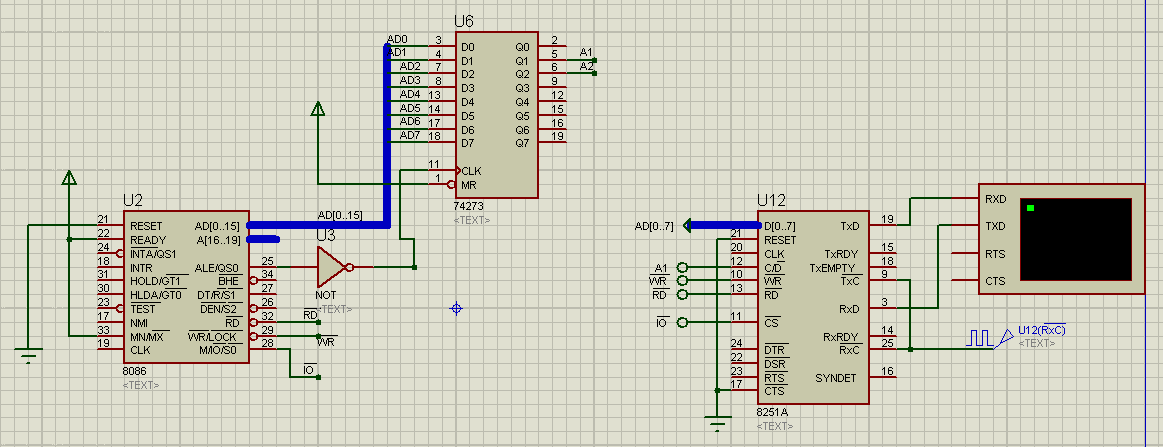 U6
AD0 3 D0 Q0 2
AD1 4 D1 Q1 5 A1
AD2 7 D2 Q2 6 A2
AD3 8 D3 Q3 9
AD4 13 D4 Q4 12
AD5 14 D5 Q5 15
AD6 17 D6 Q6 16
AD7 18 D7 Q7 19
11 CLK
1 MR
74273
<TEXT>
U2
21 RESET AD[0..15] AD[0..15]
22 READY A[16..19]
24 INTA/QS1
18 INTR ALE/QS0 25
31 HOLD/GT1 BHE 34
30 HLDA/GT0 DT/R/S1 27
23 TEST DEN/S2 26
17 NMI RD 32 RD
33 MN/MX WR/LOCK 29 WR
19 CLK M/IO/S0 28
IO
8086
<TEXT>
U3
NOT
<TEXT>
U12
AD[0..7] D[0..7] TxD 19
21 RESET
20 CLK TxRDY 15
A1 12 C/D TxEMPTY 18
WR 10 WR TxC 9
RD 13 RD
RxD 3
IO 11 CS
RxRDY 14
24 DTR RxC 25
22 DSR
23 RTS SYNDET 16
17 CTS
8251A
<TEXT>
U12(RxC)
<TEXT>
RXD
TXD
RTS
CTS